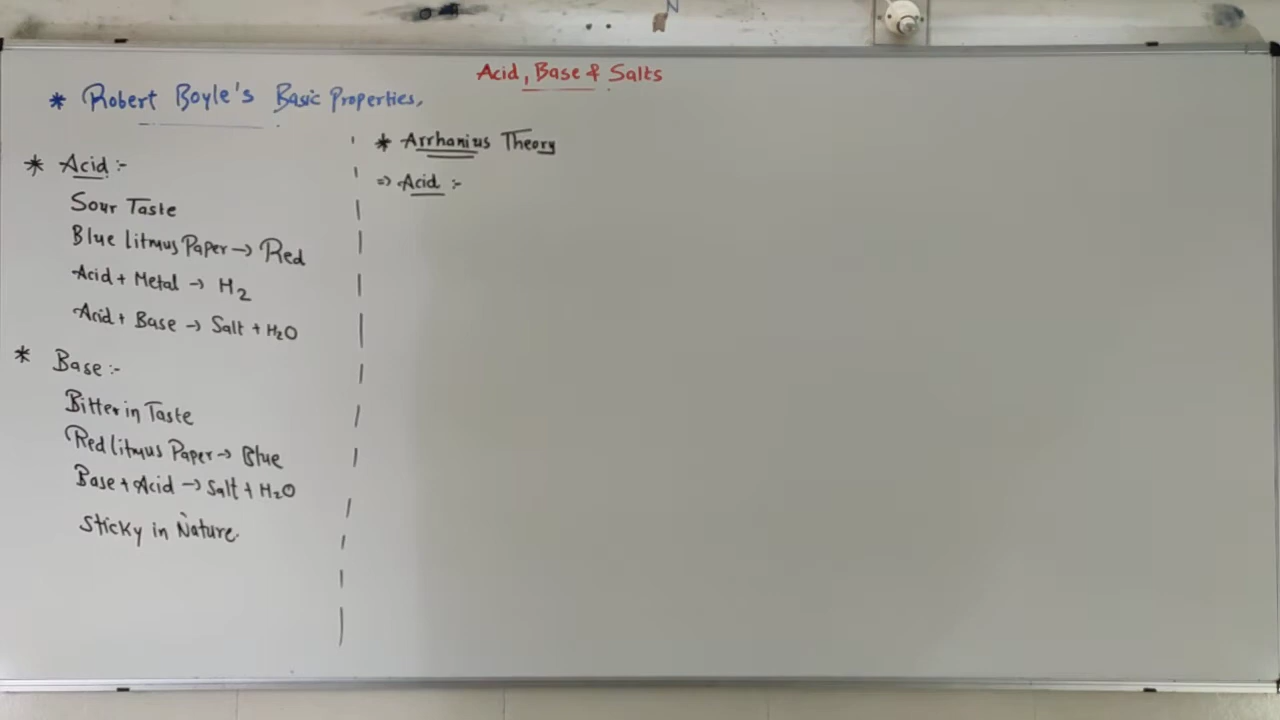 Acid, Base & Salts
* Robert Boyle's Basic Properties,
* Acid :-
Sour Taste
Blue litmus Paper → Red
Acid + Metal → H₂
Acid + Base → Salt + H₂O
* Base :-
Bitter in Taste
Red litmus Paper → Blue
Base + Acid → Salt + H₂O
Sticky in Nature.
* Arrhanius Theory
⇒ Acid :-